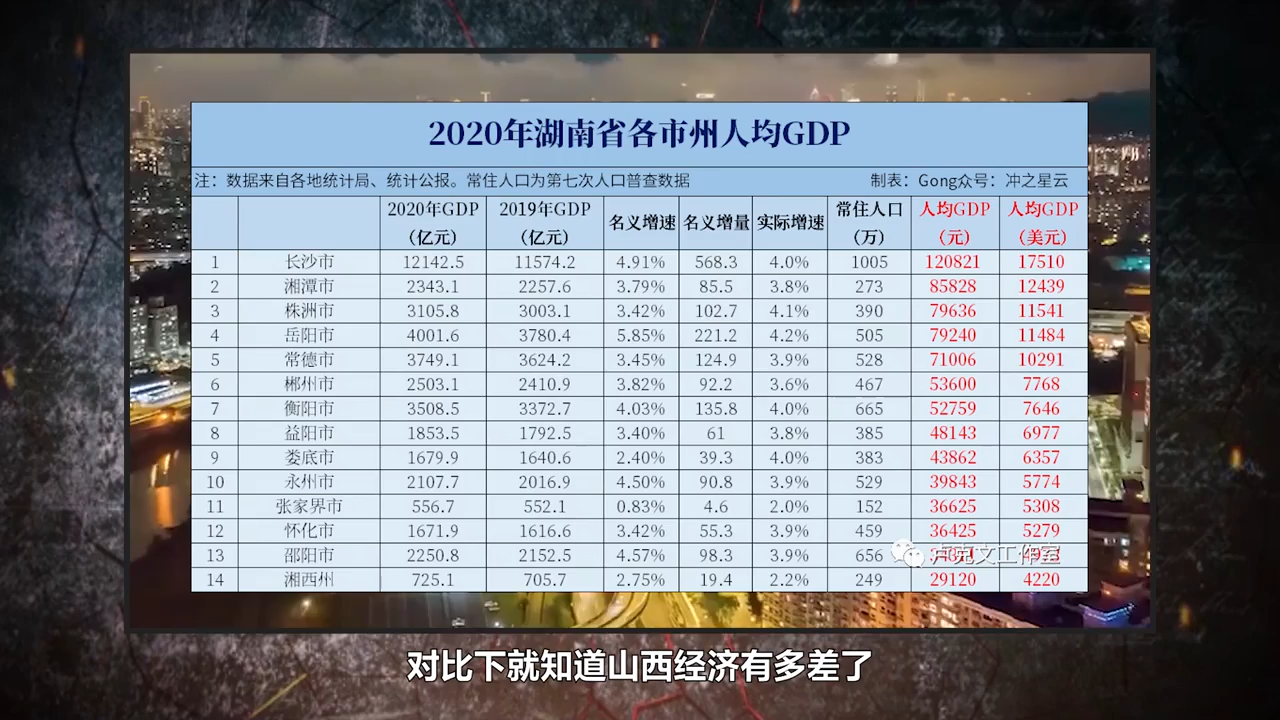 2020年湖南省各市州人均GDP
注：数据来自各地统计局、统计公报。常住人口为第七次人口普查数据 制表：Gong众号：冲之星云
2020年GDP（亿元） 2019年GDP（亿元） 名义增速 名义增量 实际增速 常住人口（万） 人均GDP（元） 人均GDP（美元）
1 长沙市 12142.5 11574.2 4.91% 568.3 4.0% 1005 120821 17510
2 湘潭市 2343.1 2257.6 3.79% 85.5 3.8% 273 85828 12439
3 株洲市 3105.8 3003.1 3.42% 102.7 4.1% 390 79636 11541
4 岳阳市 4001.6 3780.4 5.85% 221.2 4.2% 505 79240 11484
5 常德市 3749.1 3624.2 3.45% 124.9 3.9% 528 71006 10291
6 郴州市 2503.1 2410.9 3.82% 92.2 3.6% 467 53600 7768
7 衡阳市 3508.5 3372.7 4.03% 135.8 4.0% 665 52759 7646
8 益阳市 1853.5 1792.5 3.40% 61 3.8% 385 48143 6977
9 娄底市 1679.9 1640.6 2.40% 39.3 4.0% 383 43862 6357
10 永州市 2107.7 2016.9 4.50% 90.8 3.9% 529 39843 5774
11 张家界市 556.7 552.1 0.83% 4.6 2.0% 152 36625 5308
12 怀化市 1671.9 1616.6 3.42% 55.3 3.9% 459 36425 5279
13 邵阳市 2250.8 2152.5 4.57% 98.3 3.9% 656
卢克文工作室
14 湘西州 725.1 705.7 2.75% 19.4 2.2% 249 29120 4220
对比下就知道山西经济有多差了